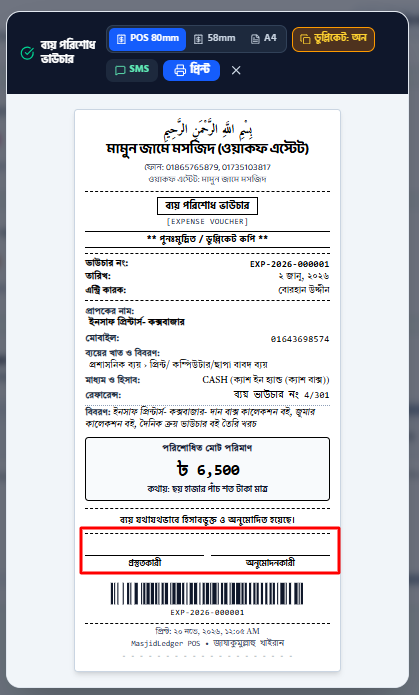 ব্যয় পরিশোধ
ভাউচার
POS 80mm
58mm
A4
ডুপ্লিকেট: অন
SMS
প্রিন্ট
بِسْمِ اللَّهِ الرَّحْمَٰنِ الرَّحِيمِ
মামুন জামে মসজিদ (ওয়াকফ এস্টেট)
ফোন: 01865765879, 01735103817
ওয়াকফ এস্টেট: মামুন জামে মসজিদ
ব্যয় পরিশোধ ভাউচার
[EXPENSE VOUCHER]
** পুনঃমুদ্রিত / ডুপ্লিকেট কপি **
ভাউচার নং: EXP-2026-000001
তারিখ: ২ জানু, ২০২৬
এন্ট্রি কারক: বোরহান উদ্দীন
প্রাপকের নাম:
ইনসাফ প্রিন্টার্স- কক্সবাজার
মোবাইল: 01643698574
ব্যয়ের খাত ও বিবরণ:
প্রশাসনিক ব্যয় › প্রিন্ট/ কম্পিউটার/ছাপা বাবদ ব্যয়
মাধ্যম ও হিসাব: CASH (ক্যাশ ইন হ্যান্ড (ক্যাশ বাক্স))
রেফারেন্স: ব্যয় ভাউচার নং 4/301
বিবরণ: ইনসাফ প্রিন্টার্স- কক্সবাজার- দান বাক্স কালেকশন বই, জুমার
কালেকশন বই, দৈনিক ক্রয় ভাউচার বই তৈরি খরচ
পরিশোধিত মোট পরিমাণ
৳ 6,500
কথায়: ছয় হাজার পাঁচ শত টাকা মাত্র
ব্যয় যথাযথভাবে হিসাবভুক্ত ও অনুমোদিত হয়েছে।
প্রস্তুতকারী অনুমোদনকারী
EXP-2026-000001
প্রিন্ট: ২০ নভে, ২০২৬, ১২:০৫ AM
MasjidLedger POS • জ্যাযাকুমুল্লাহু খাইরান